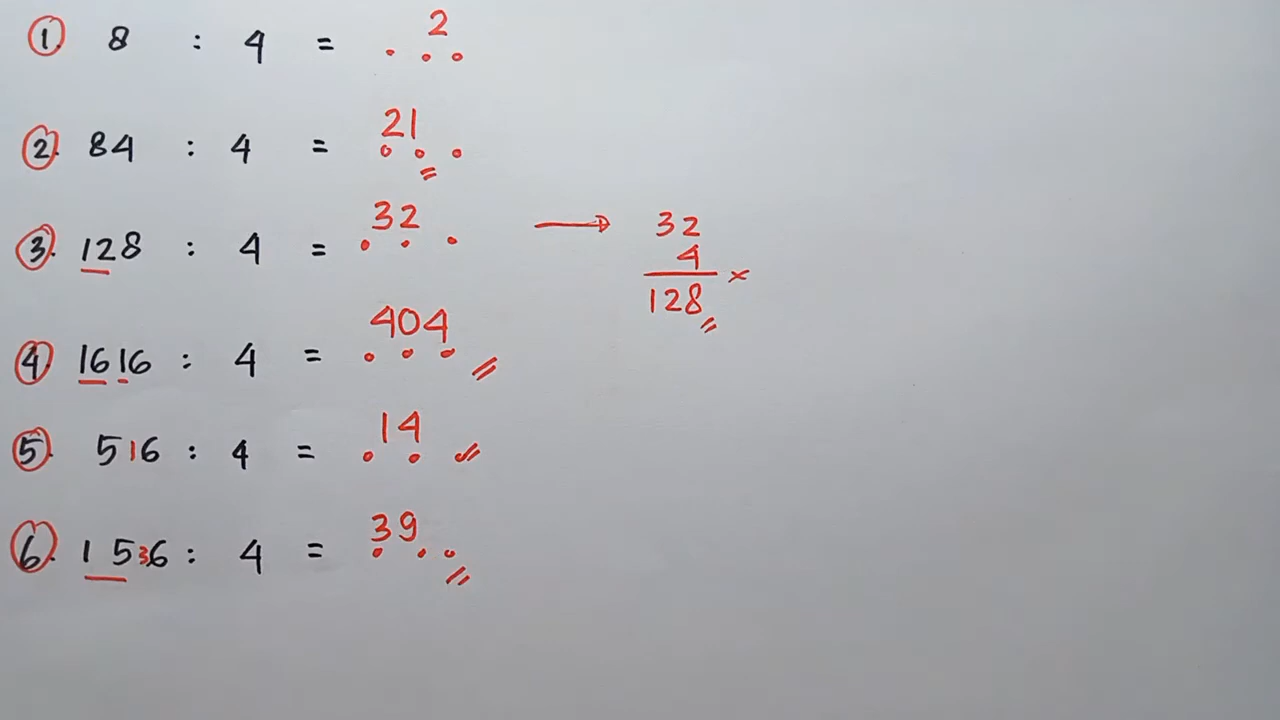 1. 8 : 4 = 2
2. 84 : 4 = 21
3. 128 : 4 = 32 → 32
4
128 ×
4. 1616 : 4 = 404
5. 516 : 4 = 14
6. 1536 : 4 = 39